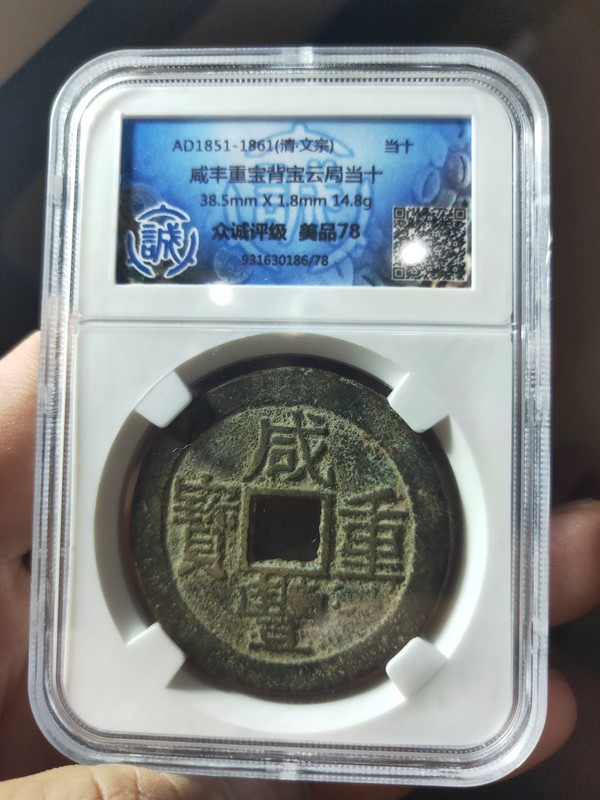 AD1851-1861(清·文宗) 当十
咸丰重宝背宝云局当十
38.5mm X 1.8mm 14.8g
众诚评级 美品78
931630186/78
誠
咸
豐
重
寶